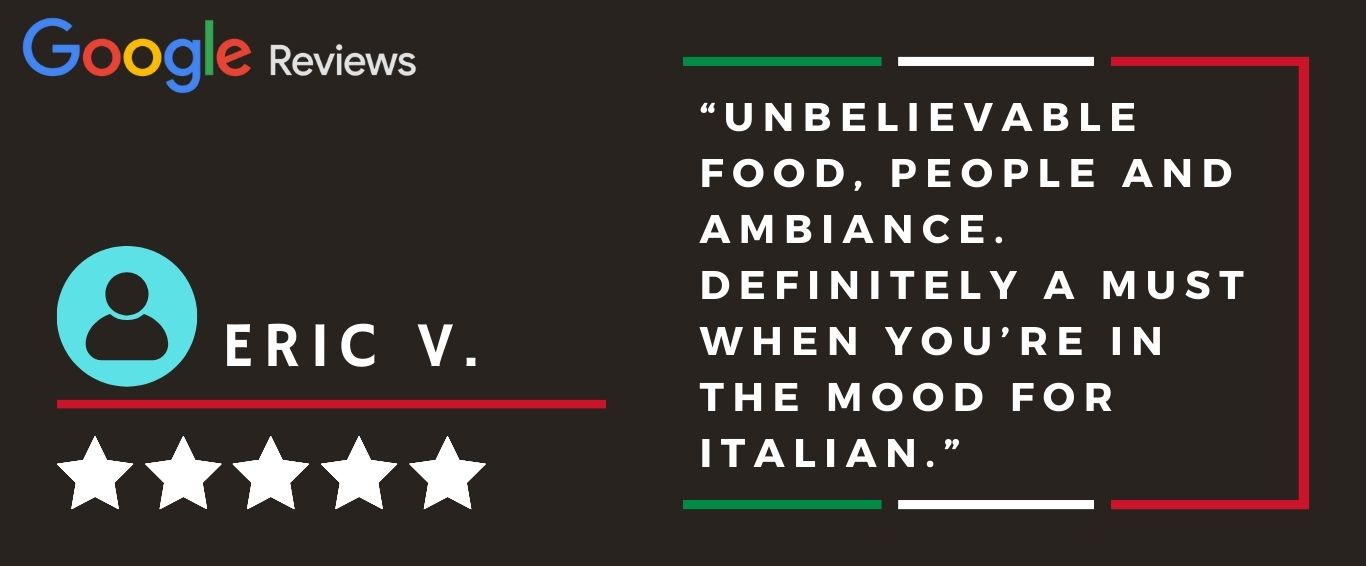 Google Reviews
ERIC V.
“UNBELIEVABLE
FOOD, PEOPLE AND
AMBIANCE.
DEFINITELY A MUST
WHEN YOU’RE IN
THE MOOD FOR
ITALIAN.”